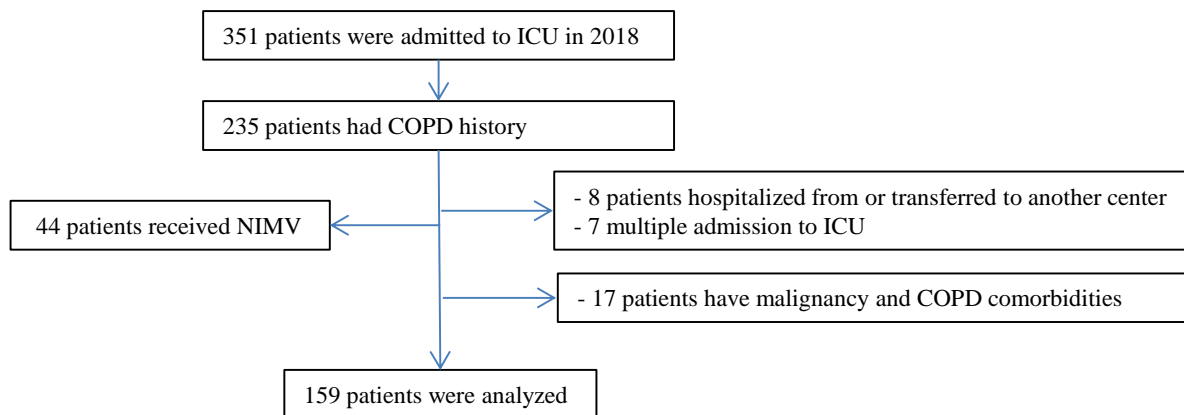 351 patients were admitted to ICU in 2018
235 patients had COPD history
- 8 patients hospitalized from or transferred to another center
- 7 multiple admission to ICU
44 patients received NIMV
- 17 patients have malignancy and COPD comorbidities
159 patients were analyzed